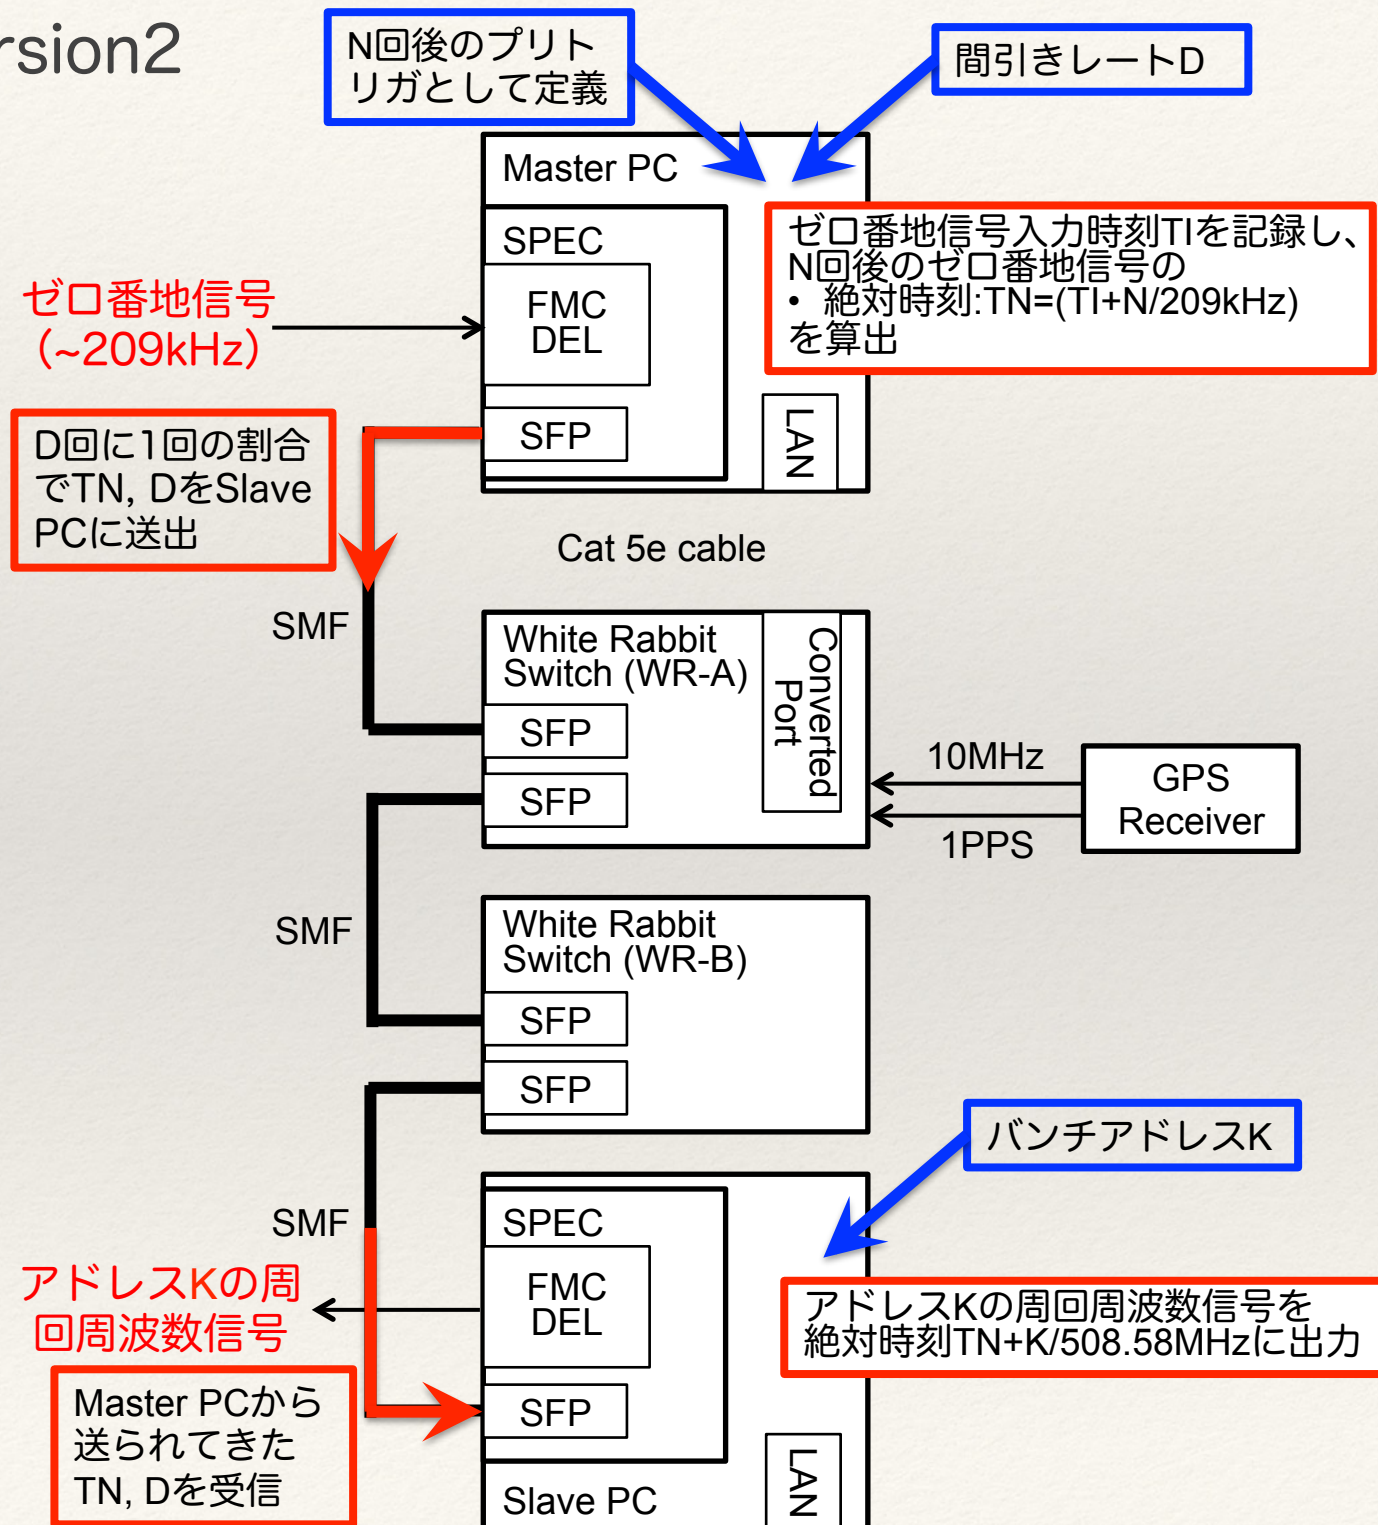 rsion2
N回後のプリト
リガとして定義
間引きレートD
Master PC
SPEC
FMC
DEL
SFP
LAN
ゼロ番地信号
(~209kHz)
ゼロ番地信号入力時刻TIを記録し、
N回後のゼロ番地信号の
• 絶対時刻:TN=(TI+N/209kHz)
を算出
D回に1回の割合
でTN, DをSlave
PCに送出
Cat 5e cable
SMF
White Rabbit
Switch (WR-A)
SFP
SFP
Converted
Port
10MHz
1PPS
GPS
Receiver
SMF
White Rabbit
Switch (WR-B)
SFP
SFP
バンチアドレスK
SMF
SPEC
FMC
DEL
SFP
アドレスKの周
回周波数信号
アドレスKの周回周波数信号を
絶対時刻TN+K/508.58MHzに出力
Master PCから
送られてきた
TN, Dを受信
Slave PC
LAN